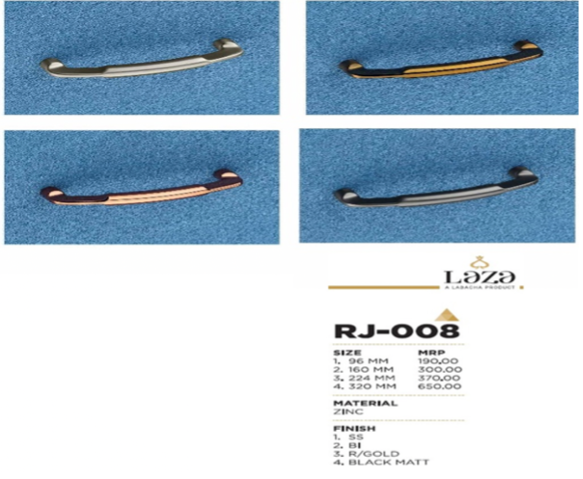 Ləzə
A LABACHA PRODUCT
RJ-008
SIZE MRP
1. 96 MM 190.00
2. 160 MM 300.00
3. 224 MM 370.00
4. 320 MM 650.00
MATERIAL
ZINC
FINISH
1. SS
2. BI
3. R/GOLD
4. BLACK MATT